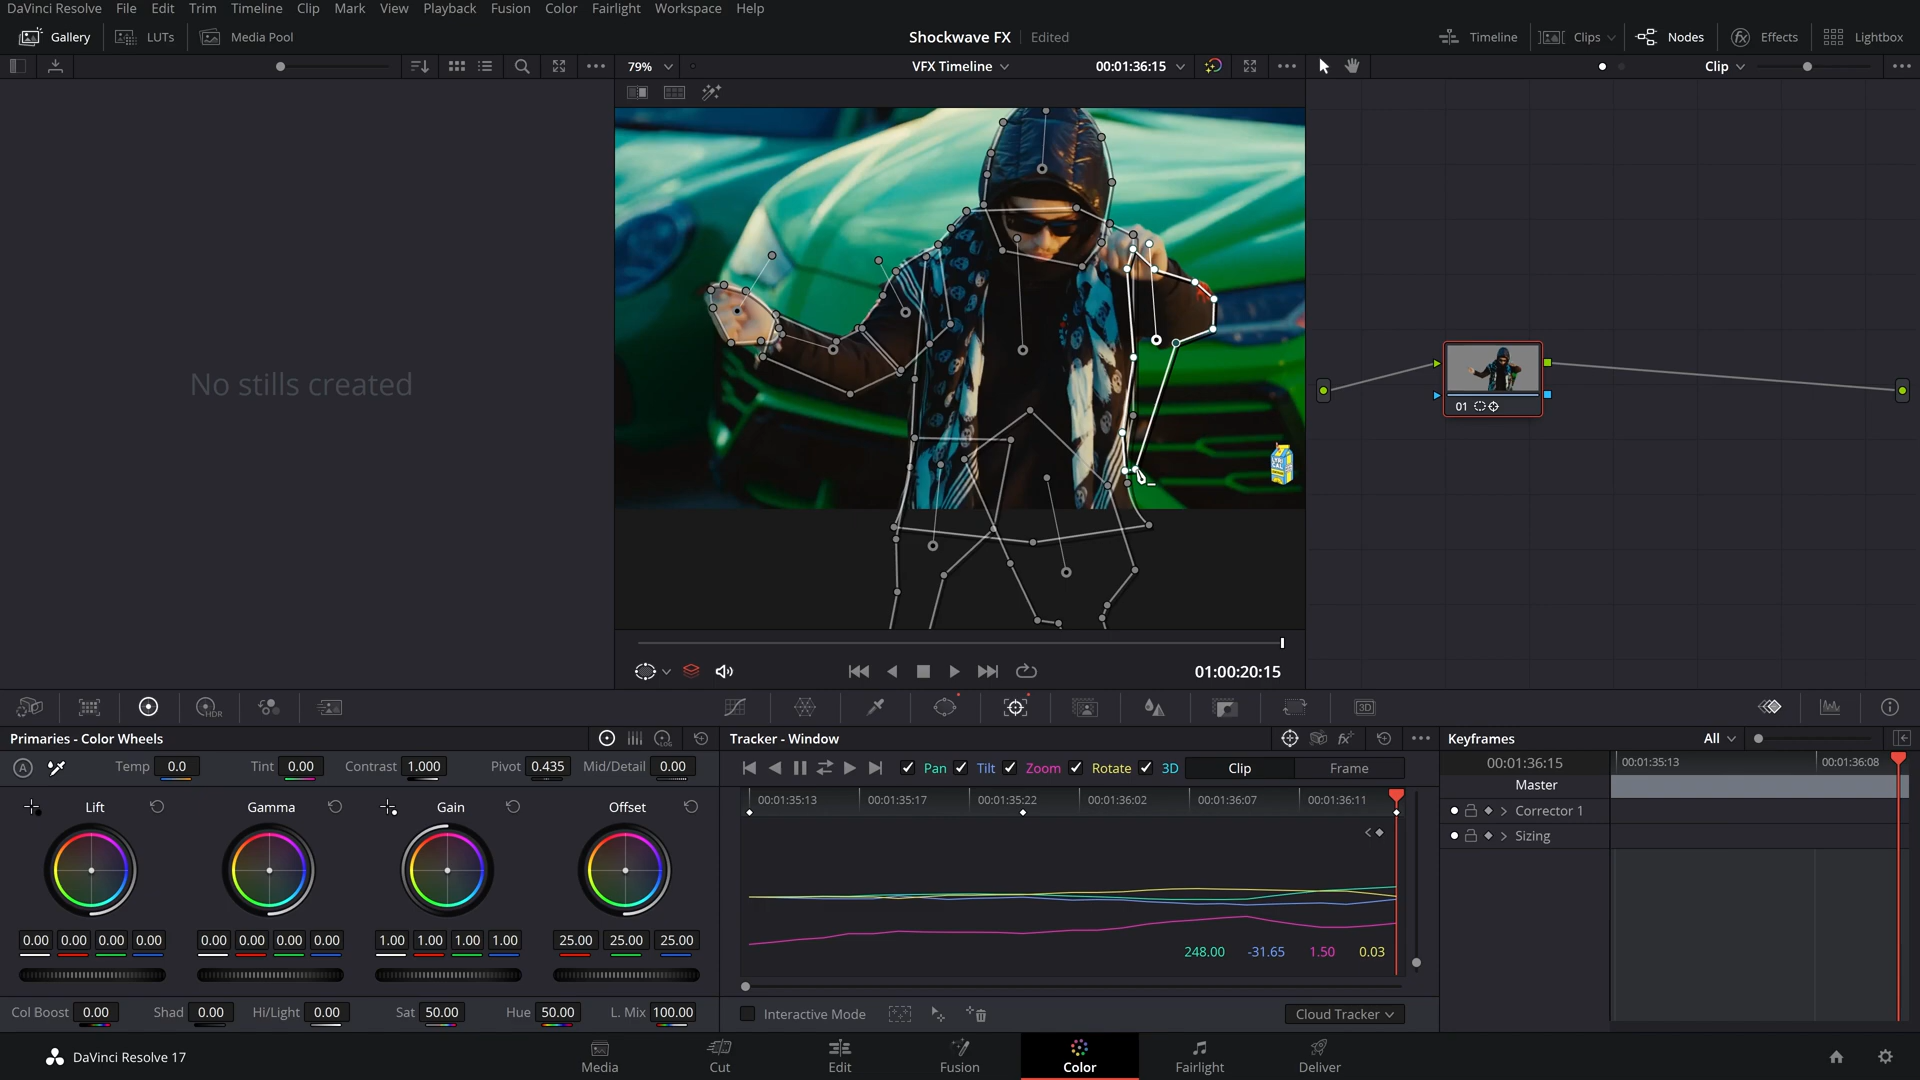 DaVinci Resolve File Edit Trim Timeline Clip Mark View Playback Fusion Color Fairlight Workspace Help
Gallery LUTs Media Pool Shockwave FX Edited Timeline Clips Nodes Effects Lightbox
79% VFX Timeline 00:01:36:15 Clip
No stills created
LYRICAL
01
01:00:20:15
HDR
3D
Primaries - Color Wheels LOG Tracker - Window fx Keyframes All
A Temp 0.0 Tint 0.00 Contrast 1.000 Pivot 0.435 Mid/Detail 0.00 Pan Tilt Zoom Rotate 3D Clip Frame 00:01:36:15 00:01:35:13 00:01:36:08
Master
Lift Gamma Gain Offset 00:01:35:13 00:01:35:17 00:01:35:22 00:01:36:02 00:01:36:07 00:01:36:11 Corrector 1
Sizing
0.00 0.00 0.00 0.00 0.00 0.00 0.00 0.00 1.00 1.00 1.00 1.00 25.00 25.00 25.00 248.00 -31.65 1.50 0.03
Col Boost 0.00 Shad 0.00 Hi/Light 0.00 Sat 50.00 Hue 50.00 L. Mix 100.00 Interactive Mode Cloud Tracker
DaVinci Resolve 17 Media Cut Edit Fusion Color Fairlight Deliver